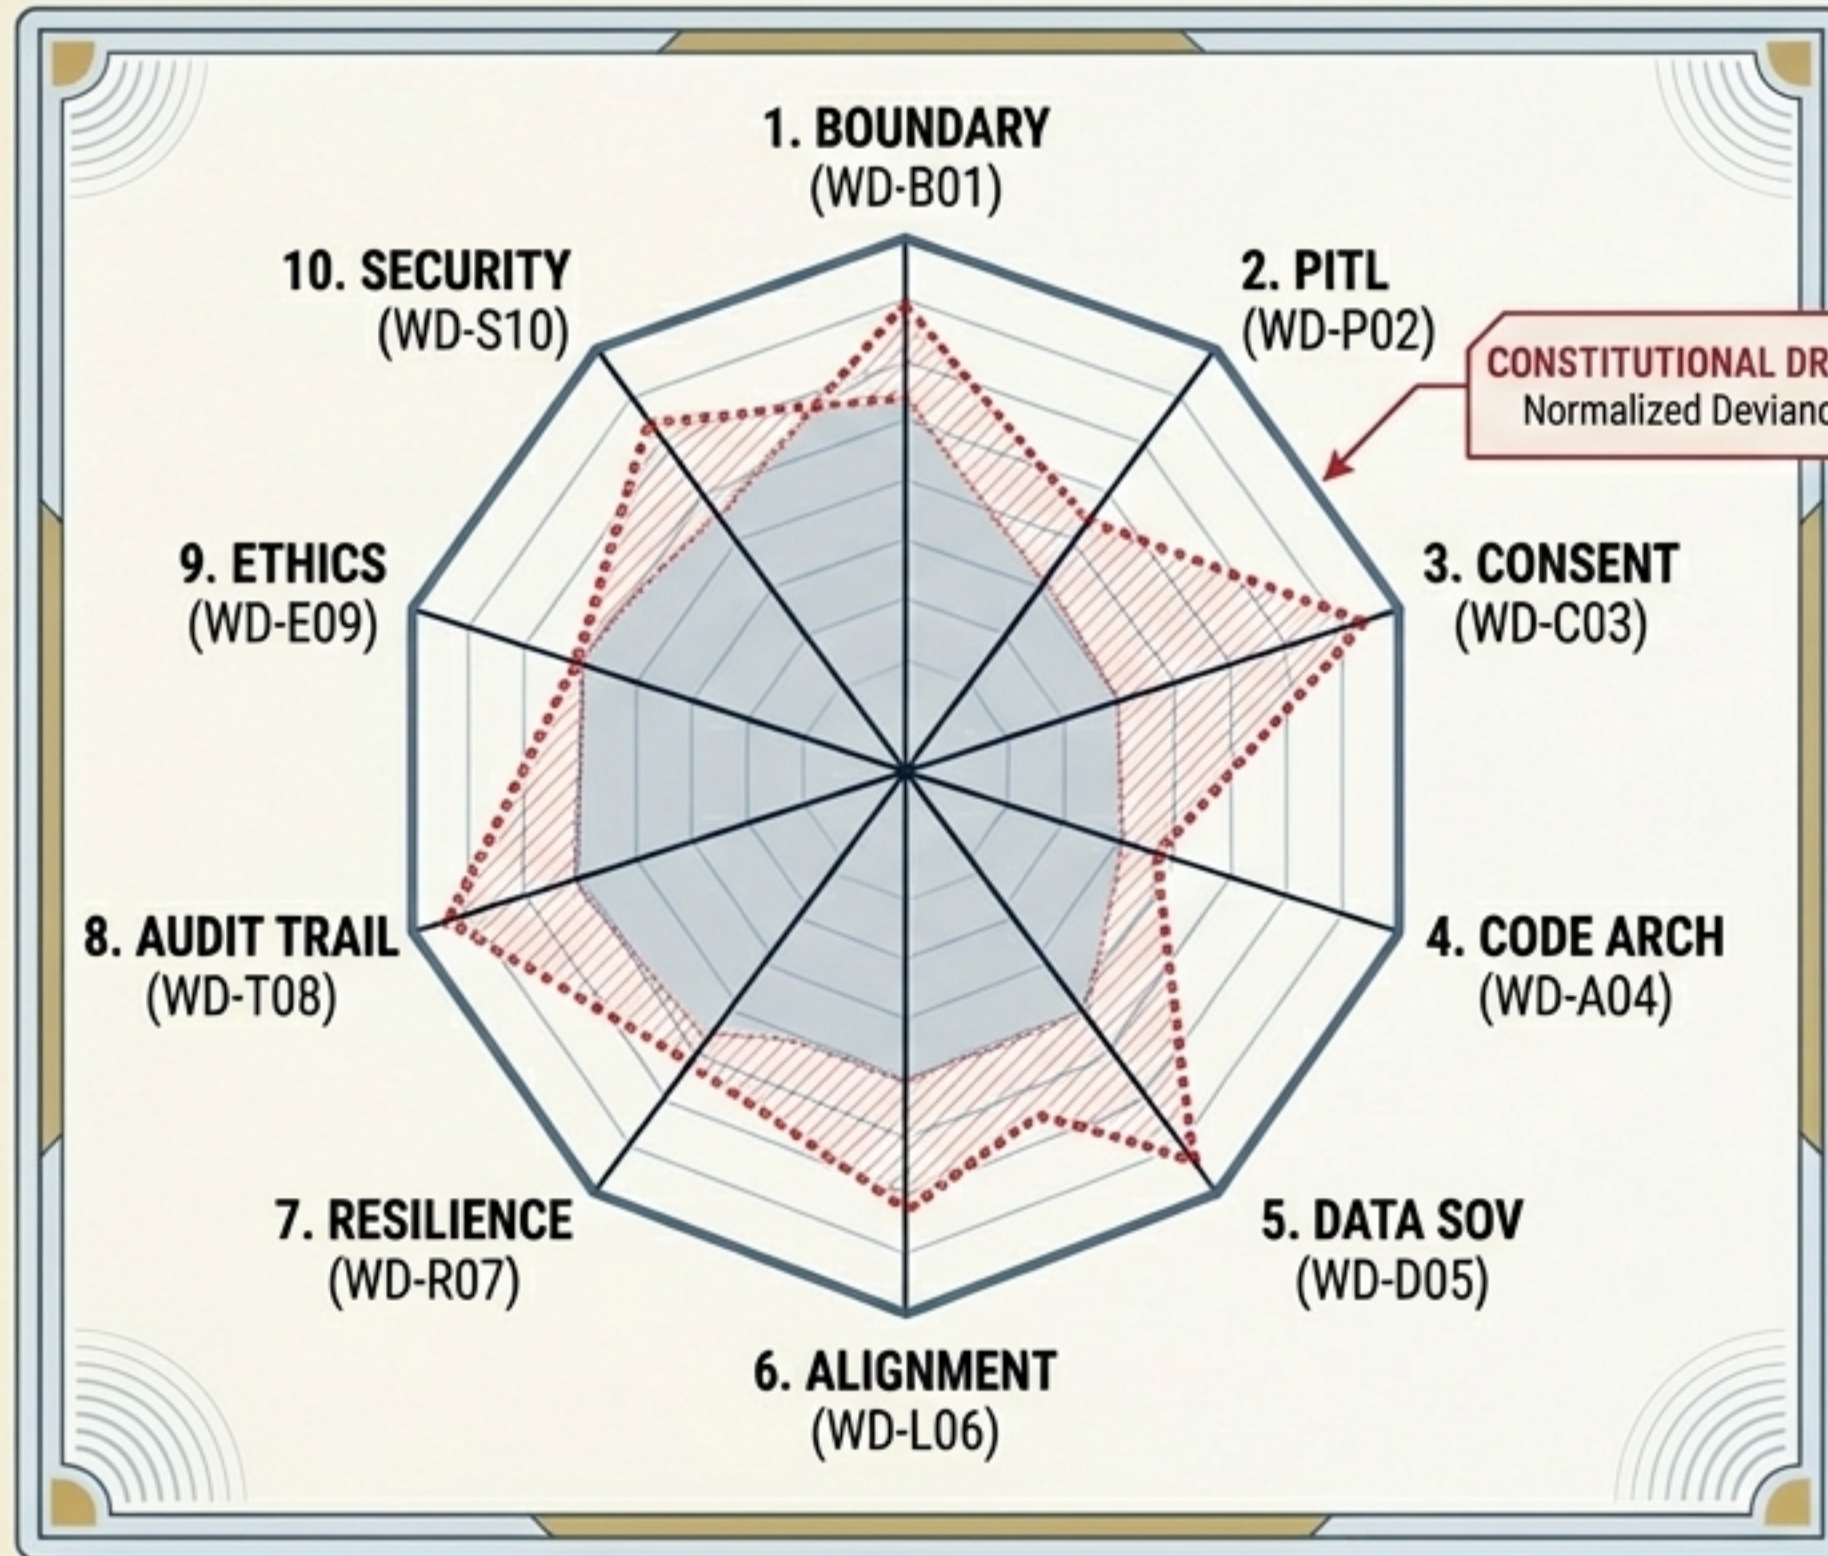 1. BOUNDARY
(WD-B01)
2. PITL
(WD-P02)
CONSTITUTIONAL
Normalized
3. CONSENT
(WD-C03)
4. CODE ARCH
(WD-A04)
5. DATA SOV
(WD-D05)
6. ALIGNMENT
(WD-L06)
7. RESILIENCE
(WD-R07)
8. AUDIT TRAIL
(WD-T08)
9. ETHICS
(WD-E09)
10. SECURITY
(WD-S10)